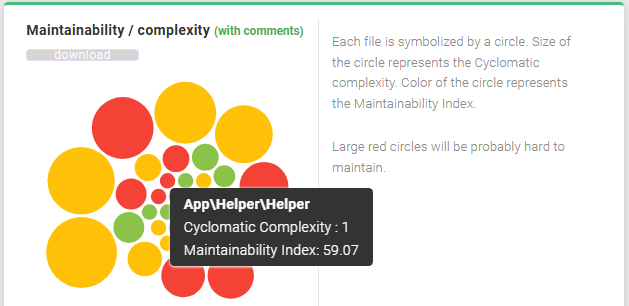 Maintainability / complexity (with comments)
download
Each file is symbolized by a circle. Size of
the circle represents the Cyclomatic
complexity. Color of the circle represents
the Maintainability Index.
Large red circles will be probably hard to
maintain.
App\Helper\Helper
Cyclomatic Complexity : 1
Maintainability Index: 59.07